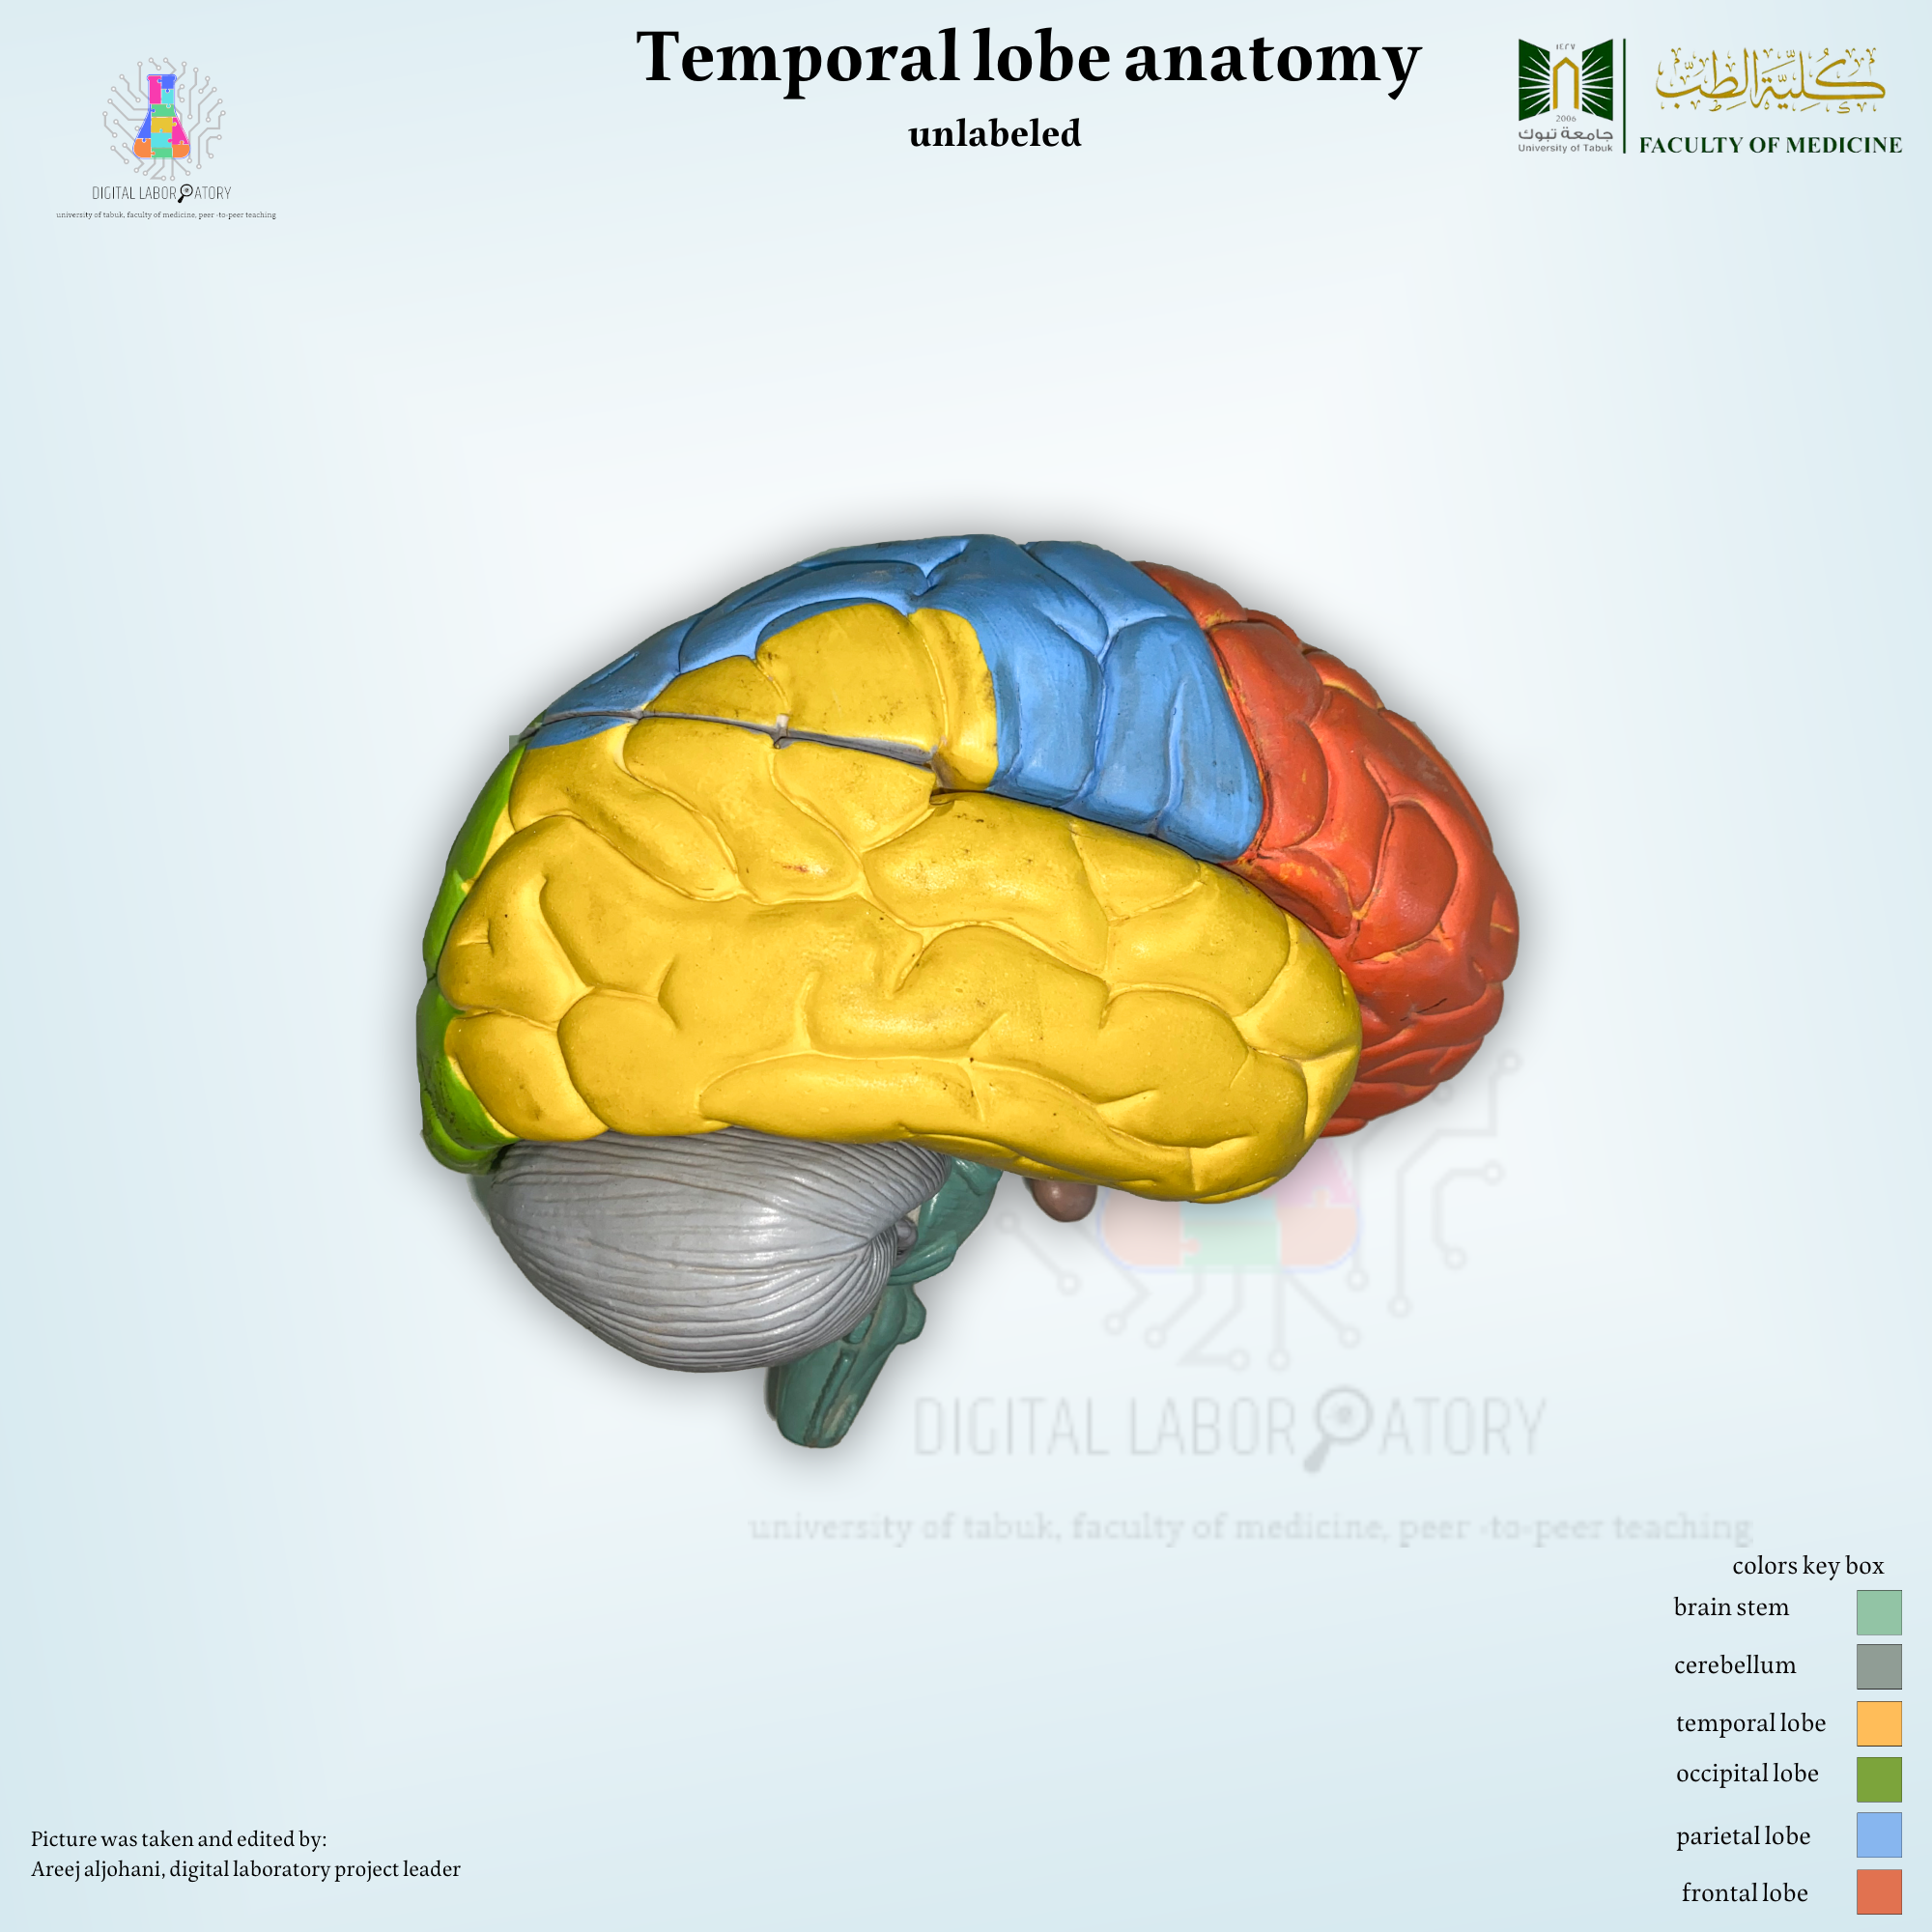 Temporal lobe anatomy
unlabeled
DIGITAL LABORATORY
university of tabuk, faculty of medicine, peer -to-peer teaching
١٤٢٧
2006
جامعة تبوك
University of Tabuk
كلية الطب
FACULTY OF MEDICINE
DIGITAL LABORATORY
university of tabuk, faculty of medicine, peer -to-peer teaching
colors key box
brain stem
cerebellum
temporal lobe
occipital lobe
parietal lobe
frontal lobe
Picture was taken and edited by:
Areej aljohani, digital laboratory project leader